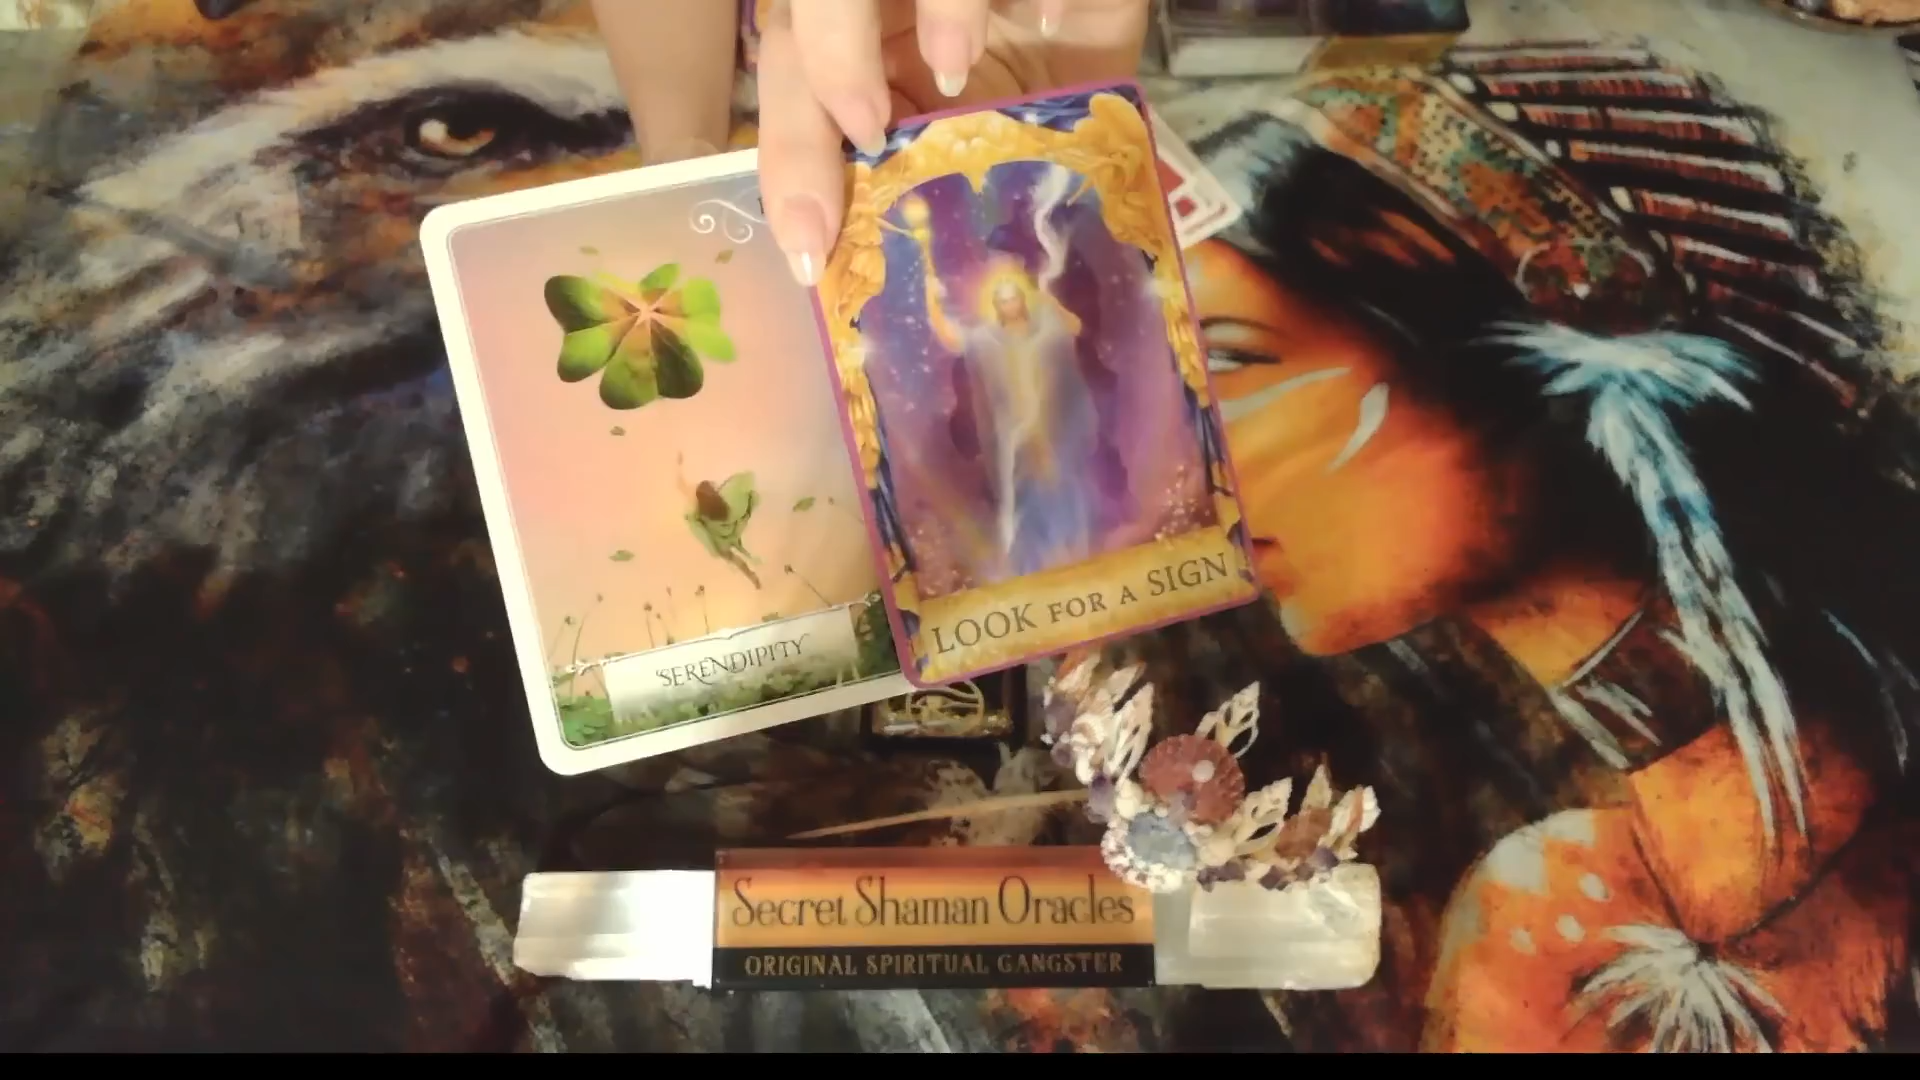 SERENDIPITY
LOOK FOR A SIGN
Secret Shaman Oracles
ORIGINAL SPIRITUAL GANGSTER